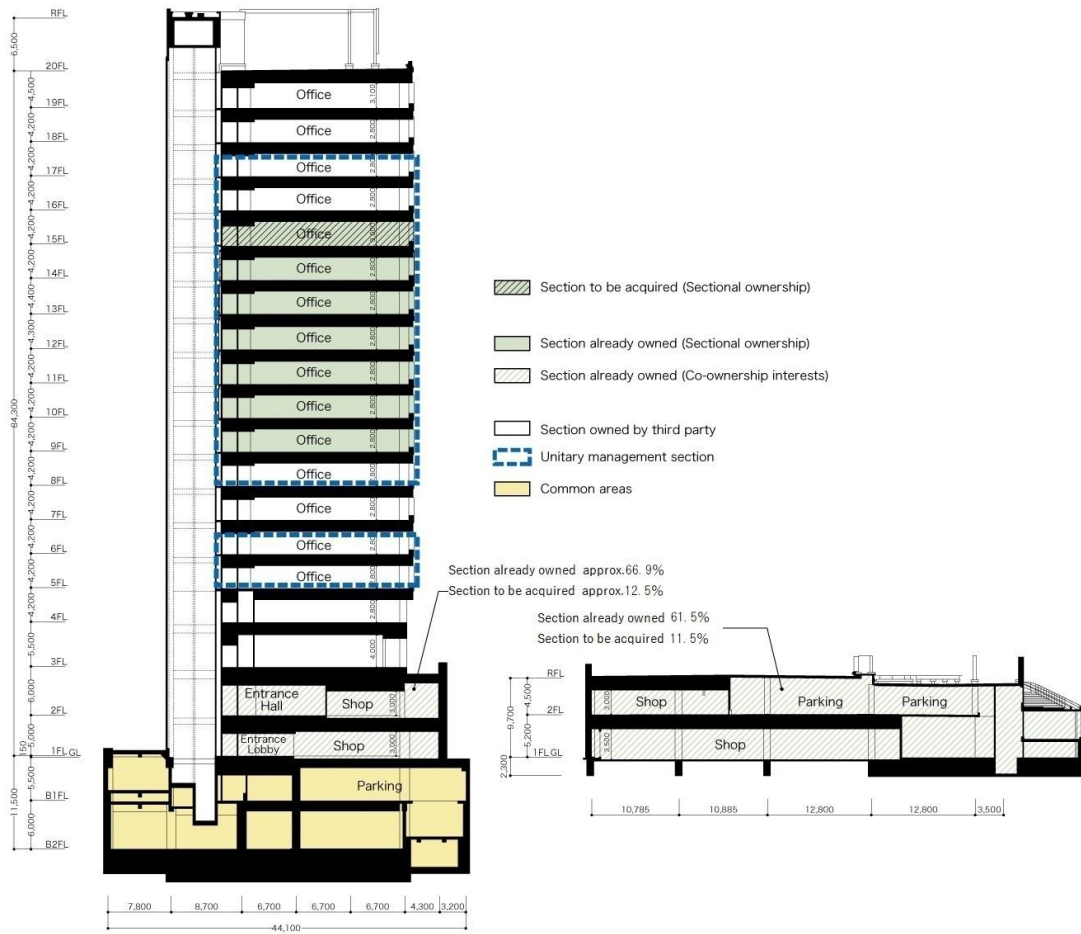 RFL
6,500
20FL
4,500
Office
3,100
19FL
4,200
Office
2,800
18FL
4,200
Office
2,800
17FL
4,200
Office
2,800
16FL
4,200
Office
3,000
15FL
4,200
Office
2,800
14FL
4,400
Office
2,800
13FL
4,300
Office
2,800
12FL
4,200
Office
2,800
11FL
4,200
Office
2,800
10FL
4,200
Office
2,800
9FL
4,200
Office
2,800
8FL
4,200
Office
2,800
7FL
4,200
Office
2,800
6FL
4,200
Office
2,800
5FL
4,200
2,800
4FL
5,500
4,000
3FL
6,000
Entrance
Hall
Shop
3,000
2FL
5,000
Entrance
Lobby
Shop
3,000
150
1FL GL
5,500
Parking
B1FL
6,000
B2FL
84,300
11,500
7,800
8,700
6,700
6,700
6,700
4,300
3,200
44,100
Section to be acquired (Sectional ownership)
Section already owned (Sectional ownership)
Section already owned (Co-ownership interests)
Section owned by third party
Unitary management section
Common areas
Section already owned approx.66.9%
Section to be acquired approx.12.5%
Section already owned 61.5%
Section to be acquired 11.5%
RFL
4,500
9,700
Shop
3,000
Parking
Parking
2FL
5,200
Shop
3,500
1FL GL
2,300
10,785
10,885
12,800
12,800
3,500